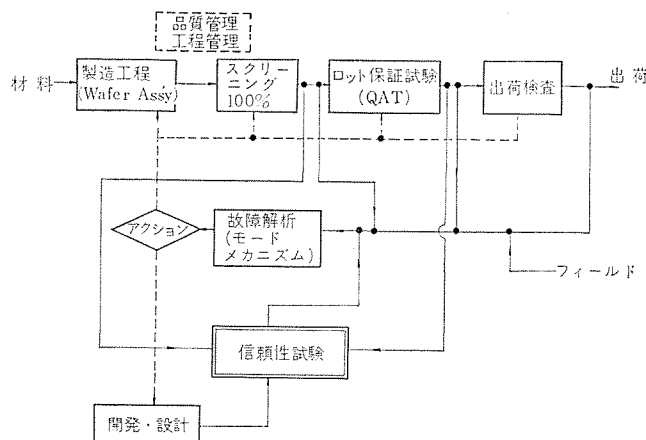 品質管理
工程管理
材料
製造工程
(Wafer Ass'y)
スクリー
ニング
100%
ロット保証試験
(QAT)
出荷検査
出荷
アクション
故障解析
(モード
メカニズム)
フィールド
信頼性試験
開発・設計